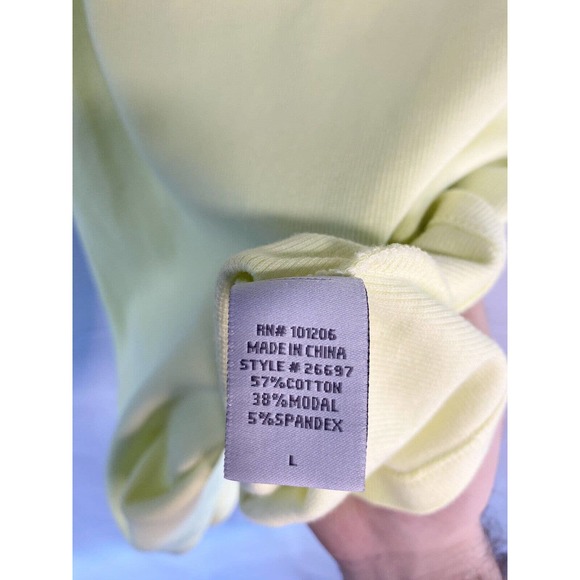 RN# 101206
MADE IN CHINA
STYLE # 26697
57%COTTON
38%MODAL
5%SPANDEX
L